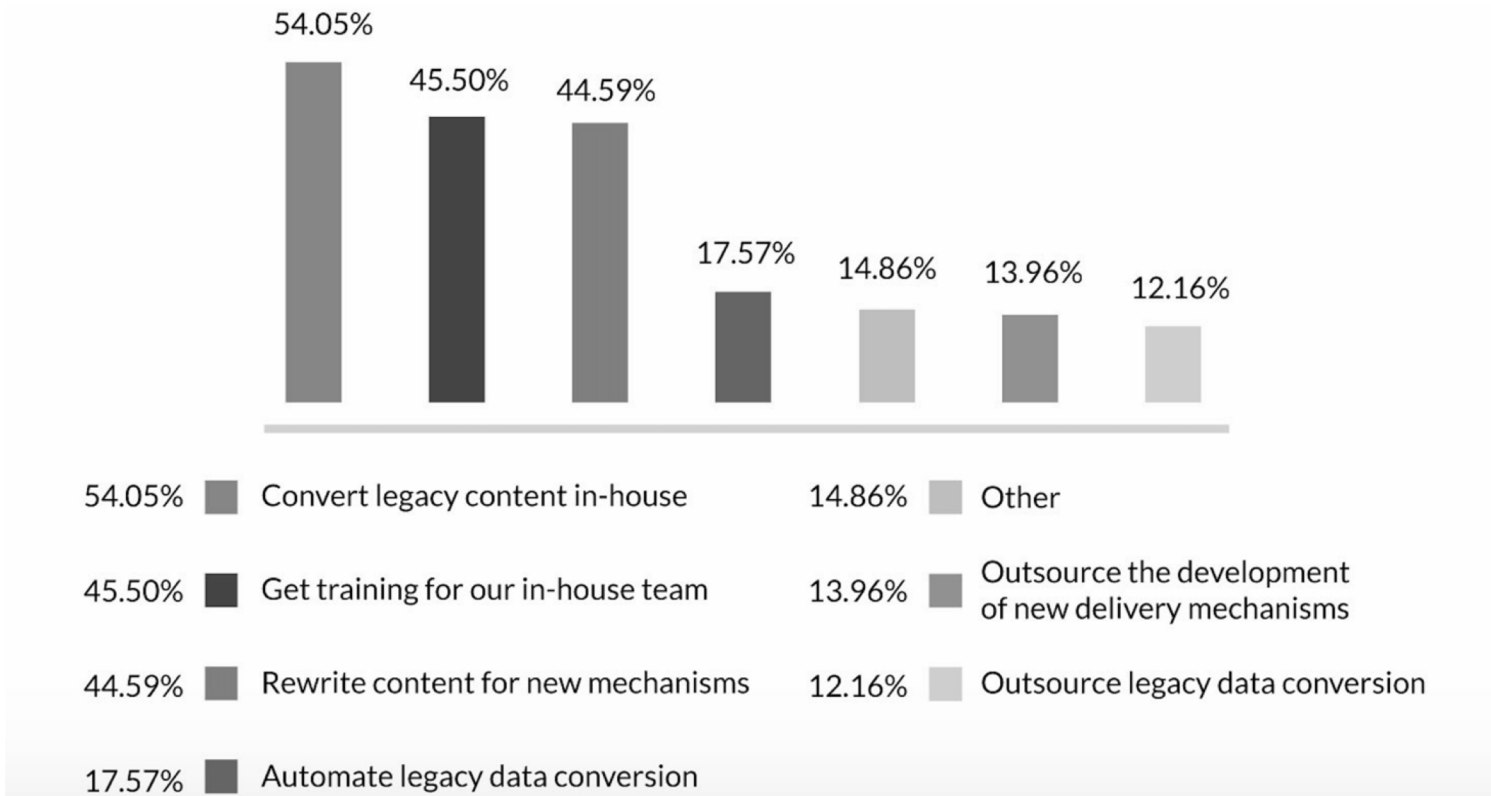 54.05%
45.50%
44.59%
17.57%
14.86%
13.96%
12.16%
54.05% Convert legacy content in-house
45.50% Get training for our in-house team
44.59% Rewrite content for new mechanisms
17.57% Automate legacy data conversion
14.86% Other
13.96% Outsource the development
of new delivery mechanisms
12.16% Outsource legacy data conversion